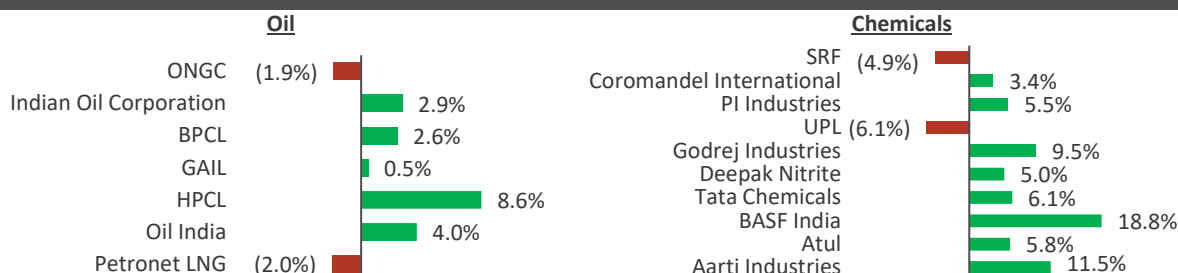 Oil
ONGC (1.9%)
Indian Oil Corporation 2.9%
BPCL 2.6%
GAIL 0.5%
HPCL 8.6%
Oil India 4.0%
Petronet LNG (2.0%)
Chemicals
SRF (4.9%)
Coromandel International 3.4%
PI Industries 5.5%
UPL (6.1%)
Godrej Industries 9.5%
Deepak Nitrite 5.0%
Tata Chemicals 6.1%
BASF India 18.8%
Atul 5.8%
Aarti Industries 11.5%